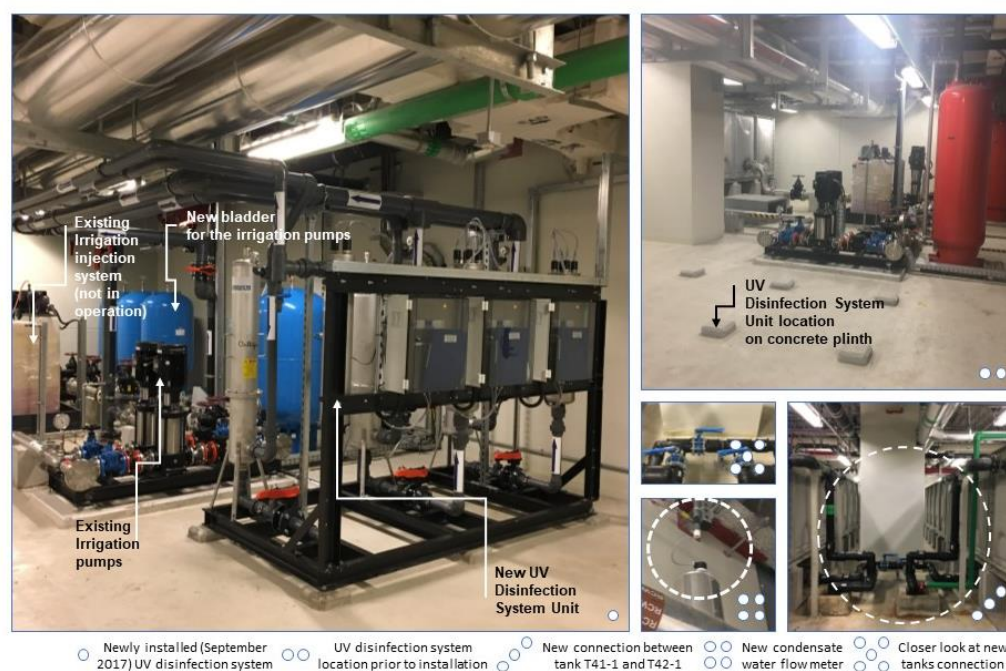 Existing
Irrigation
injection
system
(not in
operation)
New bladder
for the irrigation pumps
Existing
Irrigation
pumps
New UV
Disinfection
System Unit
UV
Disinfection System
Unit location
on concrete plinth
RCW
Newly installed (September
2017) UV disinfection system
UV disinfection system
location prior to installation
New connection between
tank T41-1 and T42-1
New condensate
water flow meter
Closer look at new
tanks connect